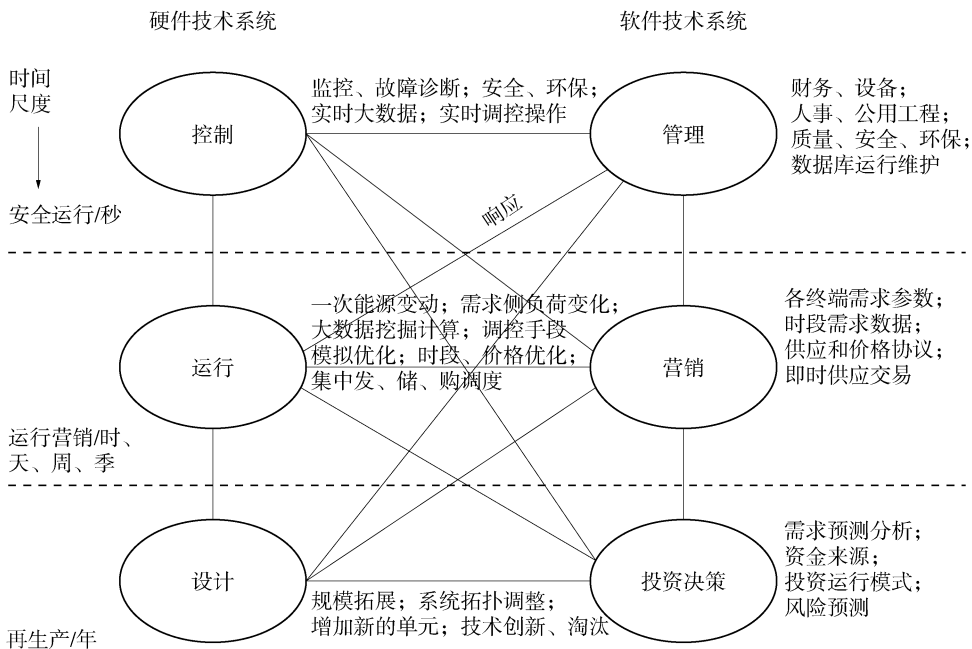 硬件技术系统
软件技术系统
时间
尺度
安全运行/秒
控制
监控、故障诊断；安全、环保；
实时大数据；实时调控操作
管理
财务、设备；
人事、公用工程；
质量、安全、环保；
数据库运行维护
响应
运行
一次能源变动；需求侧负荷变化；
大数据挖掘计算；调控手段
模拟优化；时段、价格优化；
集中发、储、购调度
营销
各终端需求参数；
时段需求数据；
供应和价格协议；
即时供应交易
运行营销/时、
天、周、季
设计
规模拓展；系统拓扑调整；
增加新的单元；技术创新、淘汰
投资决策
需求预测分析；
资金来源；
投资运行模式；
风险预测
再生产/年